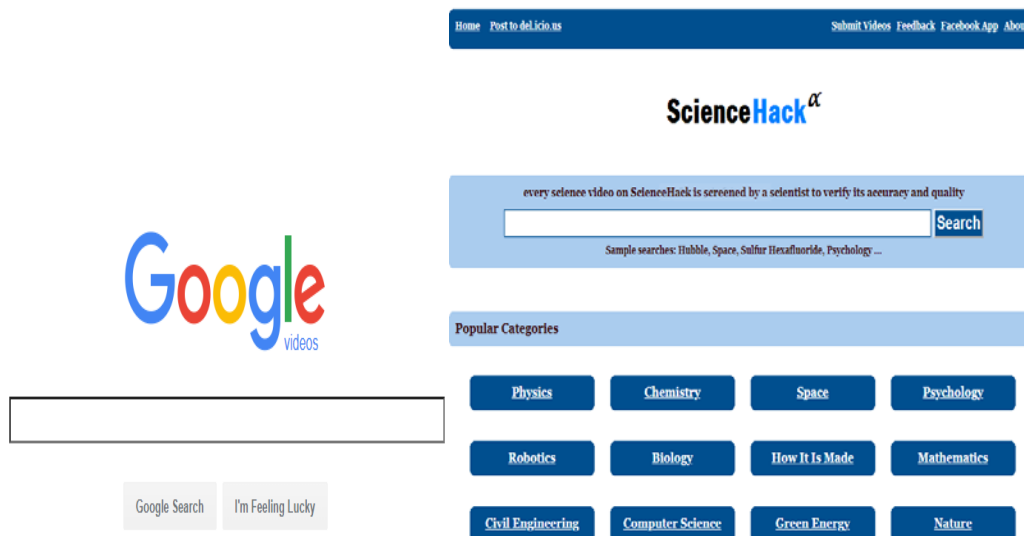 Google
videos
Google Search I'm Feeling Lucky
Home Post to del.icio.us Submit Videos Feedback Facebook App
ScienceHack α
every science video on ScienceHack is screened by a scientist to verify its accuracy and quality
Search
Sample searches: Hubble, Space, Sulfur Hexafluoride, Psychology ...
Popular Categories
Physics Chemistry Space Psychology
Robotics Biology How It Is Made Mathematics
Civil Engineering Computer Science Green Energy Nature